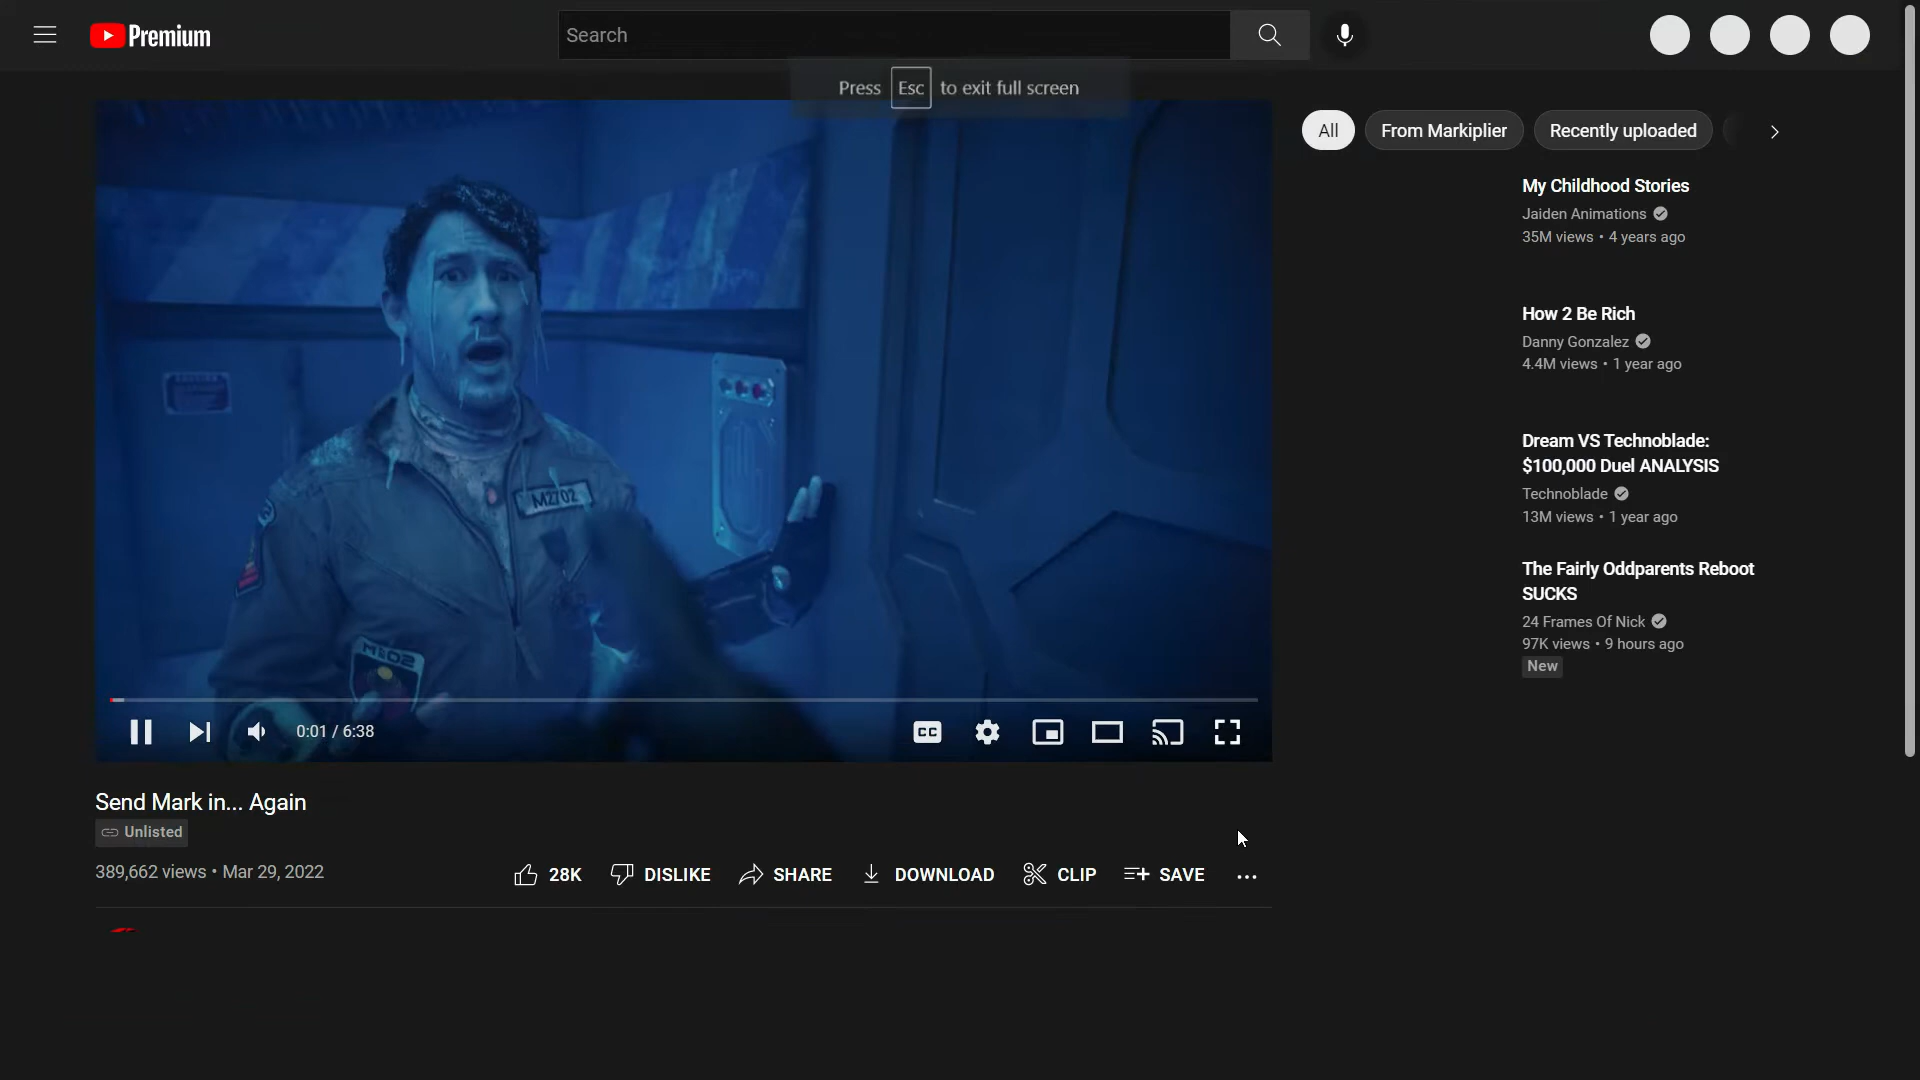 Premium
Search
Press Esc to exit full screen
All
From Markiplier
Recently uploaded
M2702
CC
0:01 / 6:38
Send Mark in... Again
Unlisted
389,662 views • Mar 29, 2022
28K
DISLIKE
SHARE
DOWNLOAD
CLIP
SAVE
My Childhood Stories
Jaiden Animations
35M views • 4 years ago
How 2 Be Rich
Danny Gonzalez
4.4M views • 1 year ago
Dream VS Technoblade:
$100,000 Duel ANALYSIS
Technoblade
13M views • 1 year ago
The Fairly Oddparents Reboot
SUCKS
24 Frames Of Nick
97K views • 9 hours ago
New